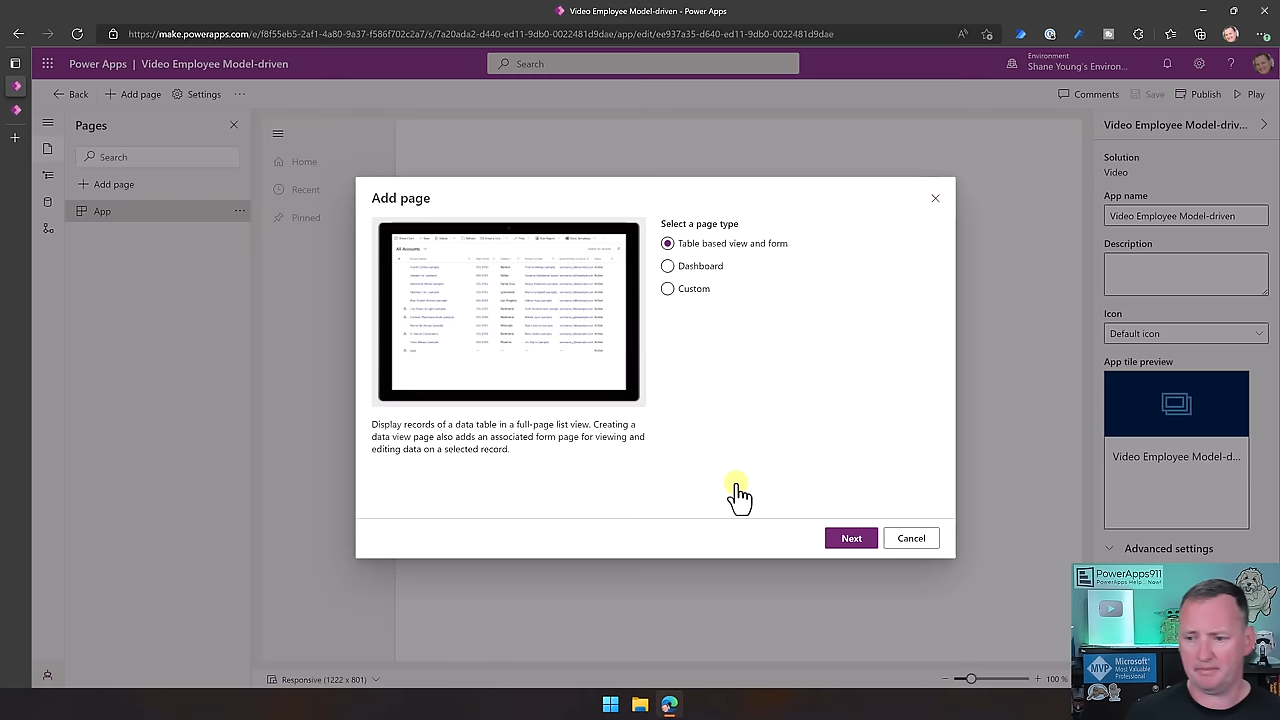 Video Employee Model-driven - Power Apps
https://make.powerapps.com/e/f8f55eb5-2af1-4a80-9a37-f586f702c2a7/s/7a20ada2-d440-ed11-9db0-0022481d9dae/app/edit/ee937a35-d640-ed11-9db0-0022481d9dae
Power Apps | Video Employee Model-driven
Search
Environment
Shane Young's Environ...
Back
Add page
Settings
Comments
Save
Publish
Play
Pages
Search
Add page
App
Home
Recent
Pinned
Add page
All Accounts
Display records of a data table in a full-page list view. Creating a
data view page also adds an associated form page for viewing and
editing data on a selected record.
Select a page type
Table based view and form
Dashboard
Custom
Next
Cancel
Video Employee Model-driv...
Solution
Video
App name
Video Employee Model-driven
App tile preview
Video Employee Model-d...
Advanced settings
Responsive (1222 x 801)
100 %
PowerApps911
PowerApps Help... Now!
Microsoft
Most Valuable
Professional
MVP